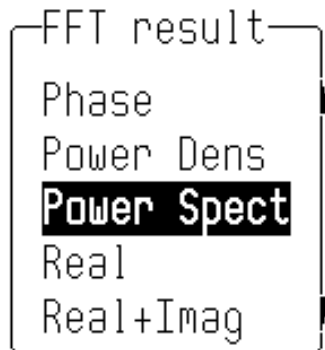 FFT result
Phase
Power Dens
Power Spect
Real
Real+Imag